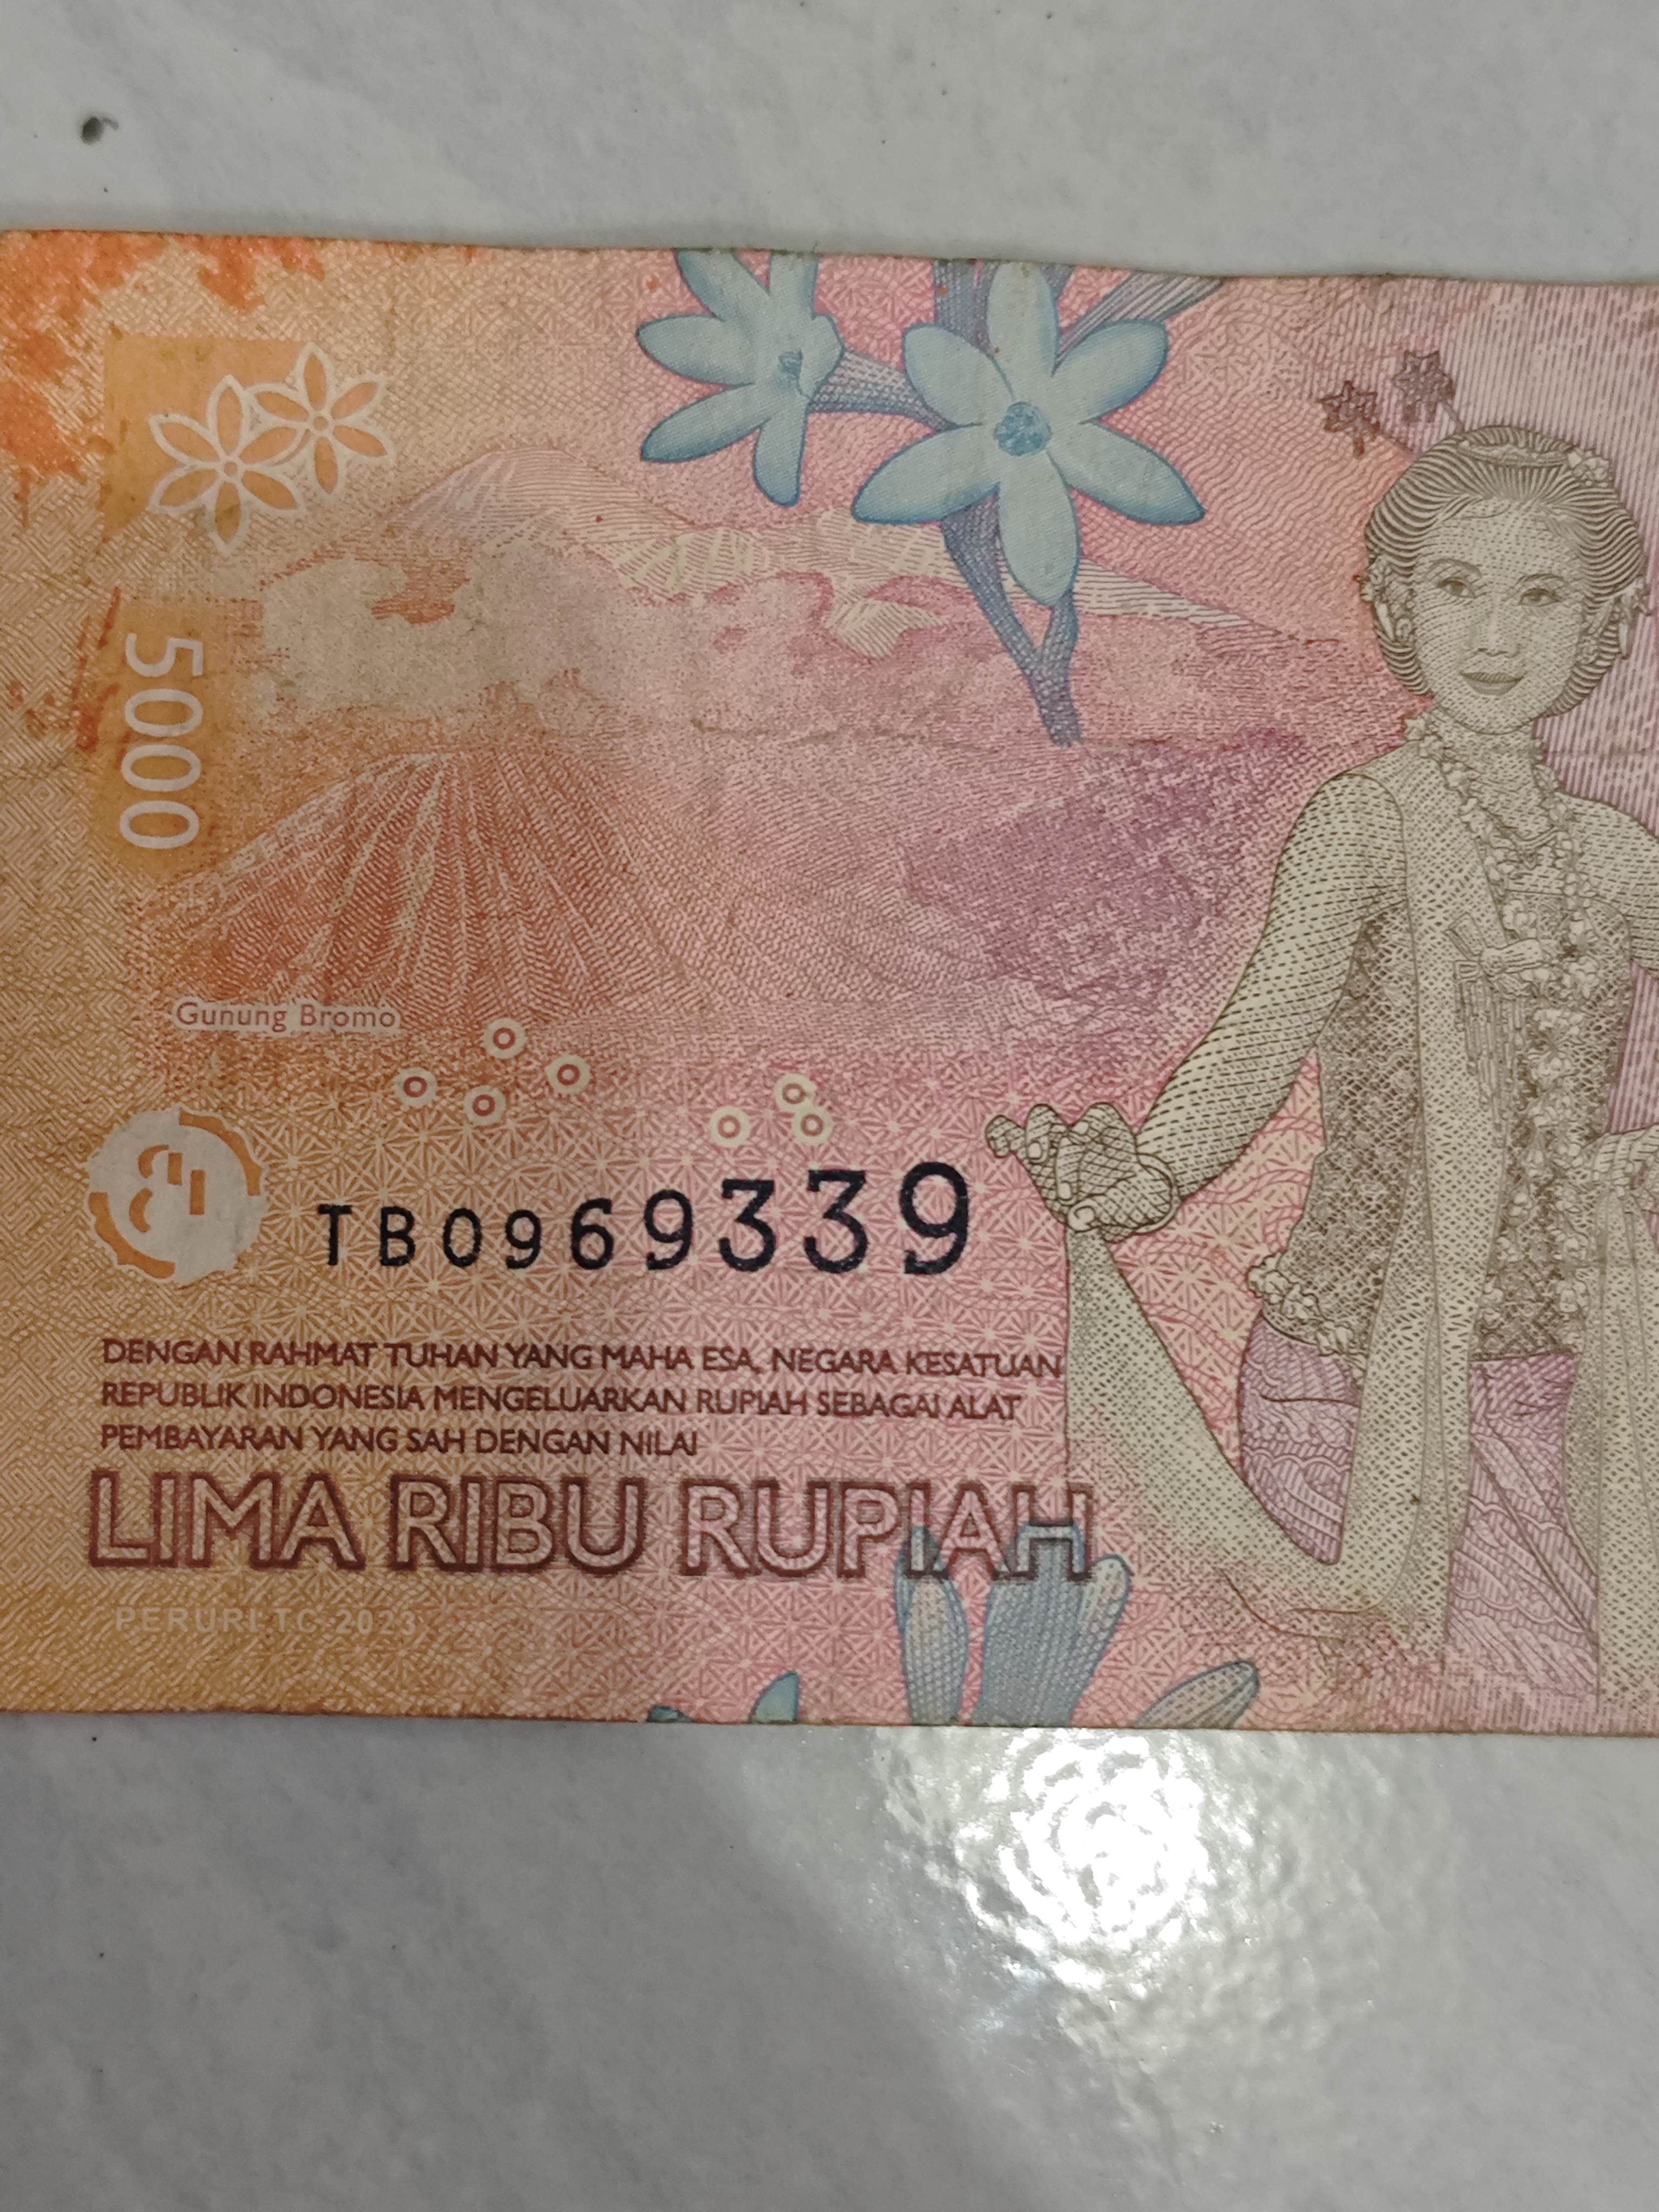 5000
Gunung Bromo
TB0969339
DENGAN RAHMAT TUHAN YANG MAHA ESA, NEGARA KESATUAN
REPUBLIK INDONESIA MENGELUARKAN RUPIAH SEBAGAI ALAT
PEMBAYARAN YANG SAH DENGAN NILAI
LIMA RIBU RUPIAH
PERURI TC 2023